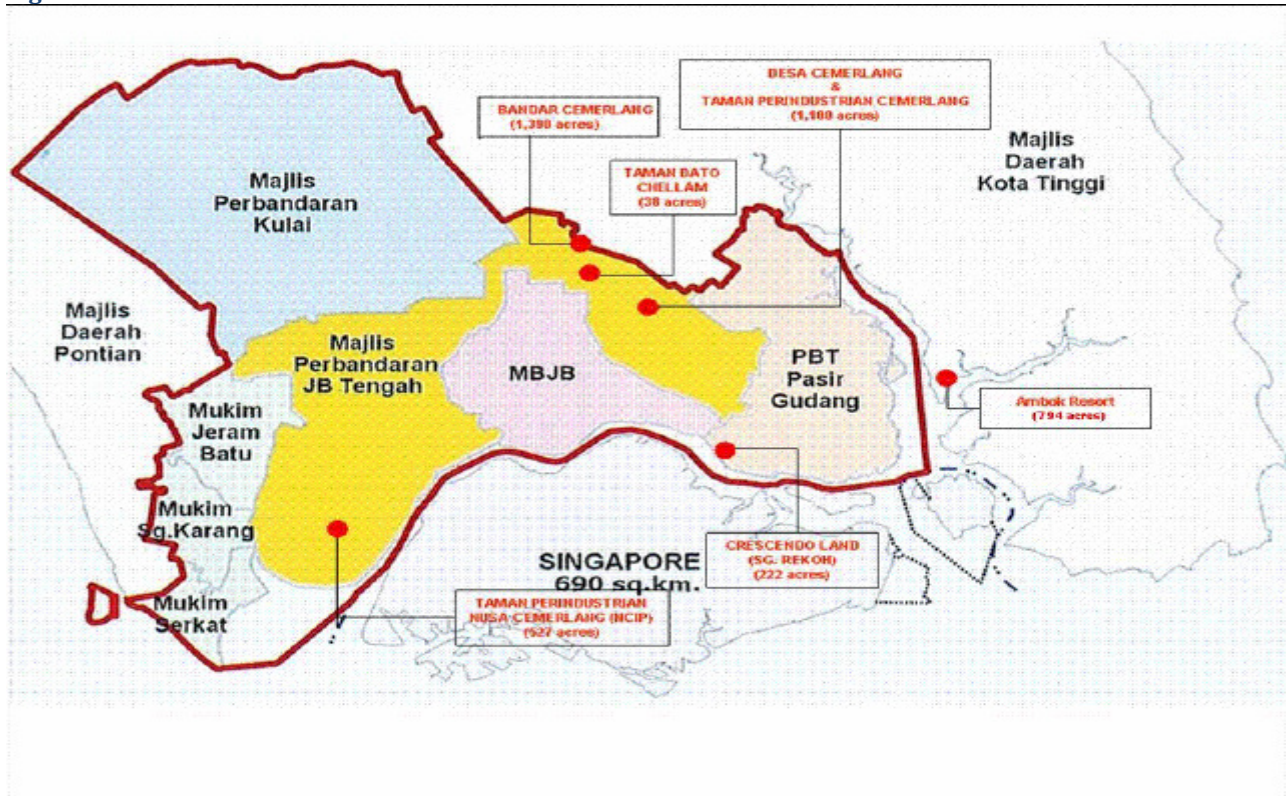 BANDAR CEMERLANG
(1,390 acres)
DESA CEMERLANG
&
TAMAN PERINDUSTRIAN CEMERLANG
(1,180 acres)
TAMAN BATO
CHELLAM
(38 acres)
Majlis
Daerah
Kota Tinggi
Majlis
Perbandaran
Kulai
Majlis
Daerah
Pontian
Majlis
Perbandaran
JB Tengah
MBJB
PBT
Pasir
Gudang
Ambok Resort
(794 acres)
Mukim
Jeram
Batu
Mukim
Sg.Karang
Mukim
Serkat
SINGAPORE
690 sq.km.
CRESCENDO LAND
(SG. REKOH)
(222 acres)
TAMAN PERINDUSTRIAN
NUSA CEMERLANG (NCIP)
(527 acres)